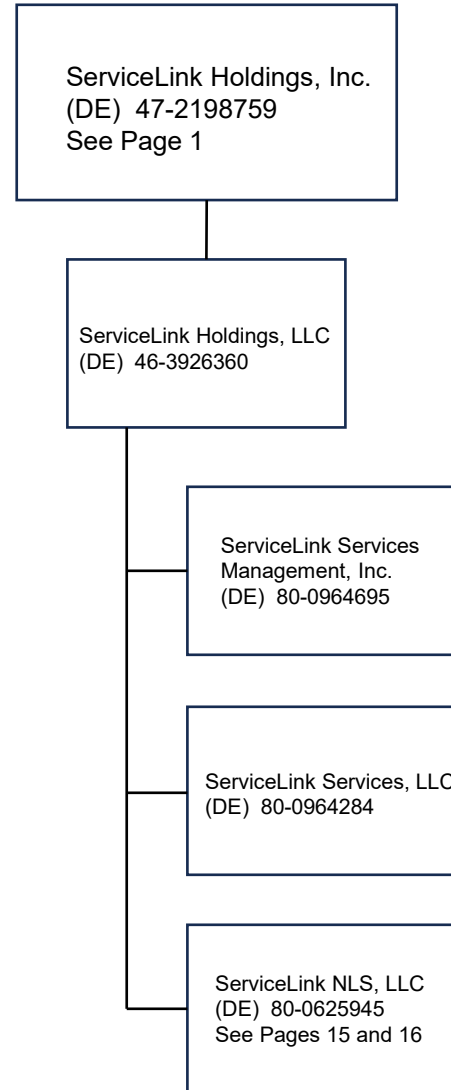 ServiceLink Holdings, Inc.
(DE) 47-2198759
See Page 1
ServiceLink Holdings, LLC
(DE) 46-3926360
ServiceLink Services
Management, Inc.
(DE) 80-0964695
ServiceLink Services, LLC
(DE) 80-0964284
ServiceLink NLS, LLC
(DE) 80-0625945
See Pages 15 and 16